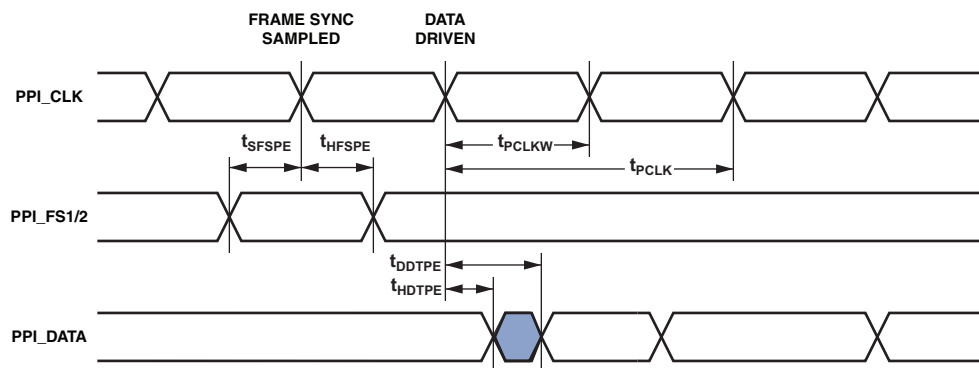 FRAME SYNC
SAMPLED
DATA
DRIVEN
PPI_CLK
tSFSPE
tHFSPE
tPCLKW
tPCLK
PPI_FS1/2
tDDTPE
tHDTPE
PPI_DATA